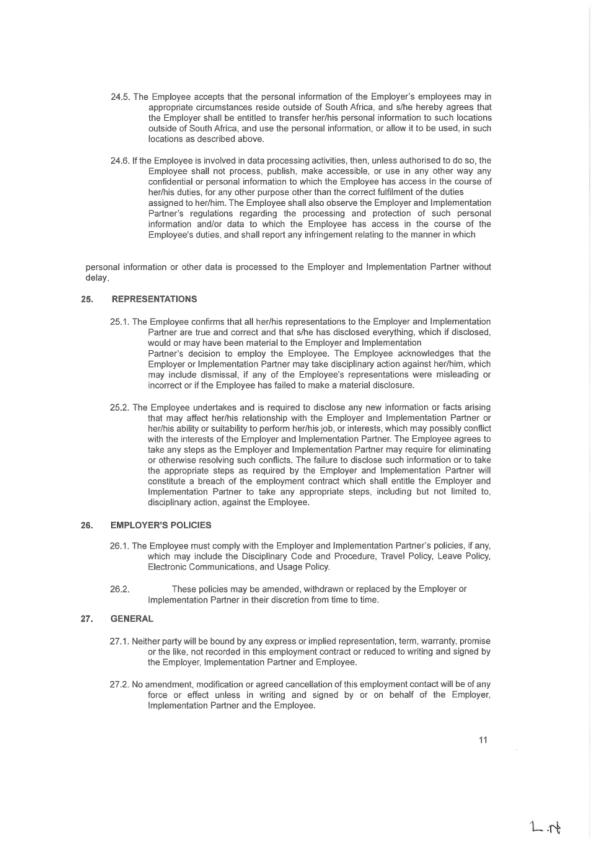 24.5. The Employee accepts that the personal information of the Employer's employees may in
appropriate circumstances reside outside of South Africa, and s/he hereby agrees that
the Employer shall be entitled to transfer her/his personal information to such locations
outside of South Africa, and use the personal information, or allow it to be used, in such
locations as described above.
24.6. If the Employee is involved in data processing activities, then, unless authorised to do so, the
Employee shall not process, publish, make accessible, or use in any other way any
confidential or personal information to which the Employee has access in the course of
her/his duties, for any other purpose other than the correct fulfilment of the duties
assigned to her/him. The Employee shall also observe the Employer and Implementation
Partner's regulations regarding the processing and protection of such personal
information and/or data to which the Employee has access in the course of the
Employee's duties, and shall report any infringement relating to the manner in which
personal information or other data is processed to the Employer and Implementation Partner without
delay.
25. REPRESENTATIONS
25.1. The Employee confirms that all her/his representations to the Employer and Implementation
Partner are true and correct and that s/he has disclosed everything, which if disclosed,
would or may have been material to the Employer and Implementation
Partner's decision to employ the Employee. The Employee acknowledges that the
Employer or Implementation Partner may take disciplinary action against her/him, which
may include dismissal, if any of the Employee's representations were misleading or
incorrect or if the Employee has failed to make a material disclosure.
25.2. The Employee undertakes and is required to disclose any new information or facts arising
that may affect her/his relationship with the Employer and Implementation Partner or
her/his ability or suitability to perform her/his job, or interests, which may possibly conflict
with the interests of the Employer and Implementation Partner. The Employee agrees to
take any steps as the Employer and Implementation Partner may require for eliminating
or otherwise resolving such conflicts. The failure to disclose such information or to take
the appropriate steps as required by the Employer and Implementation Partner will
constitute a breach of the employment contract which shall entitle the Employer and
Implementation Partner to take any appropriate steps, including but not limited to,
disciplinary action, against the Employee.
26. EMPLOYER'S POLICIES
26.1. The Employee must comply with the Employer and Implementation Partner's policies, if any,
which may include the Disciplinary Code and Procedure, Travel Policy, Leave Policy,
Electronic Communications, and Usage Policy.
26.2. These policies may be amended, withdrawn or replaced by the Employer or
Implementation Partner in their discretion from time to time.
27. GENERAL
27.1. Neither party will be bound by any express or implied representation, term, warranty, promise
or the like, not recorded in this employment contract or reduced to writing and signed by
the Employer, Implementation Partner and Employee.
27.2. No amendment, modification or agreed cancellation of this employment contact will be of any
force or effect unless in writing and signed by or on behalf of the Employer,
Implementation Partner and the Employee.
11